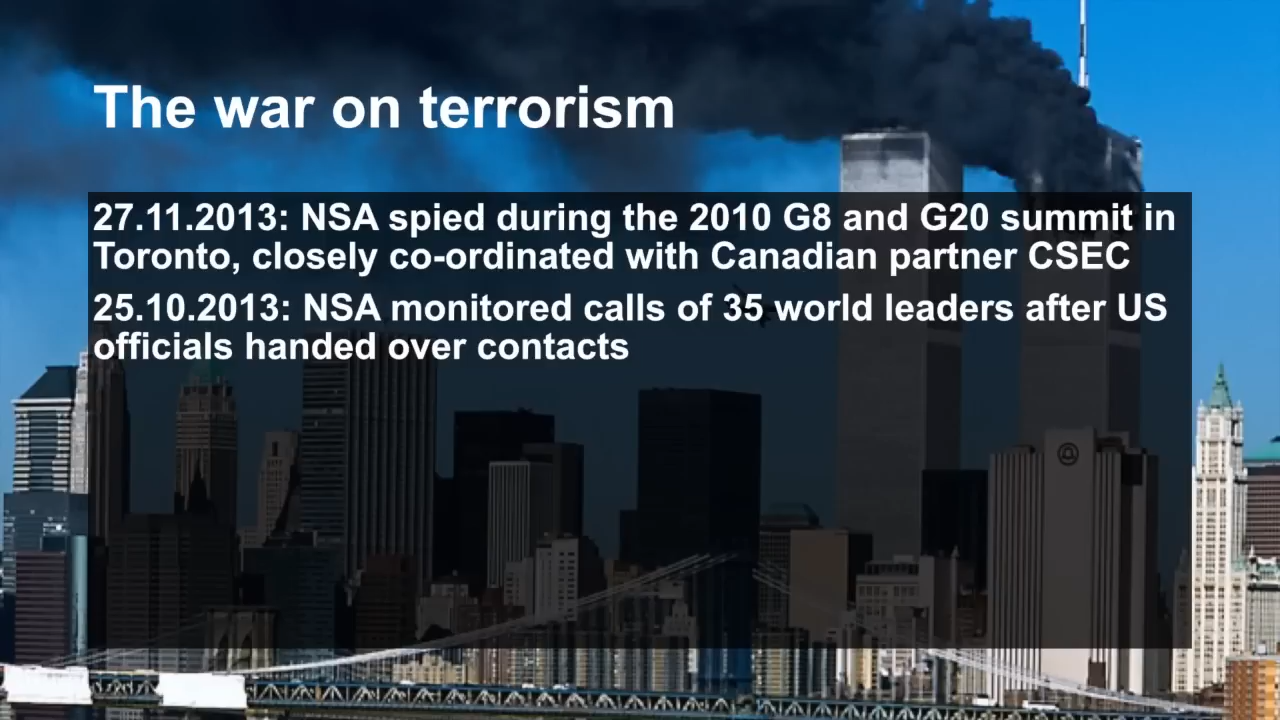 The war on terrorism
27.11.2013: NSA spied during the 2010 G8 and G20 summit in
Toronto, closely co-ordinated with Canadian partner CSEC
25.10.2013: NSA monitored calls of 35 world leaders after US
officials handed over contacts